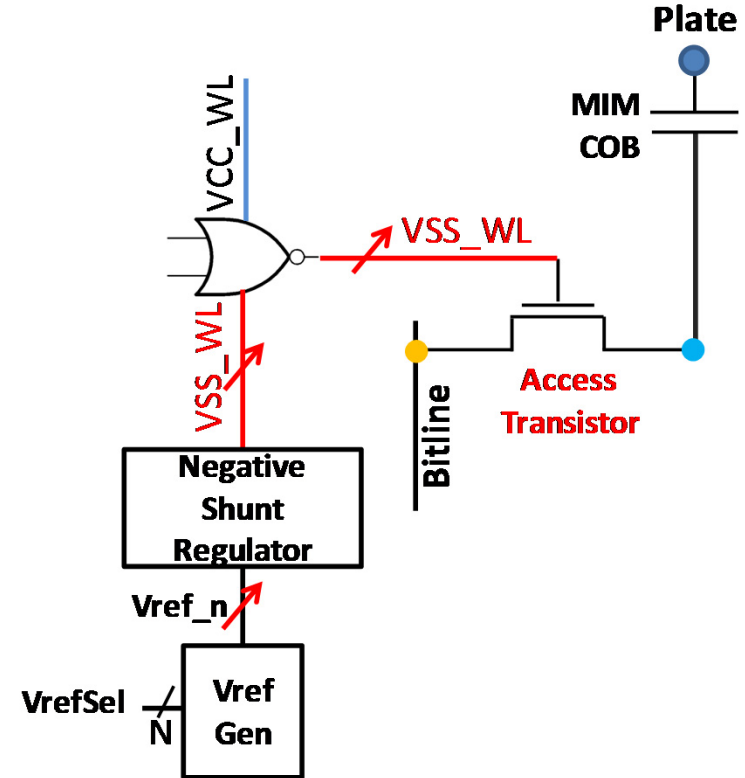 Plate
MIM
COB
VCC_WL
VSS_WL
VSS_WL
Access
Transistor
Bitline
Negative
Shunt
Regulator
Vref_n
VrefSel
N
Vref
Gen